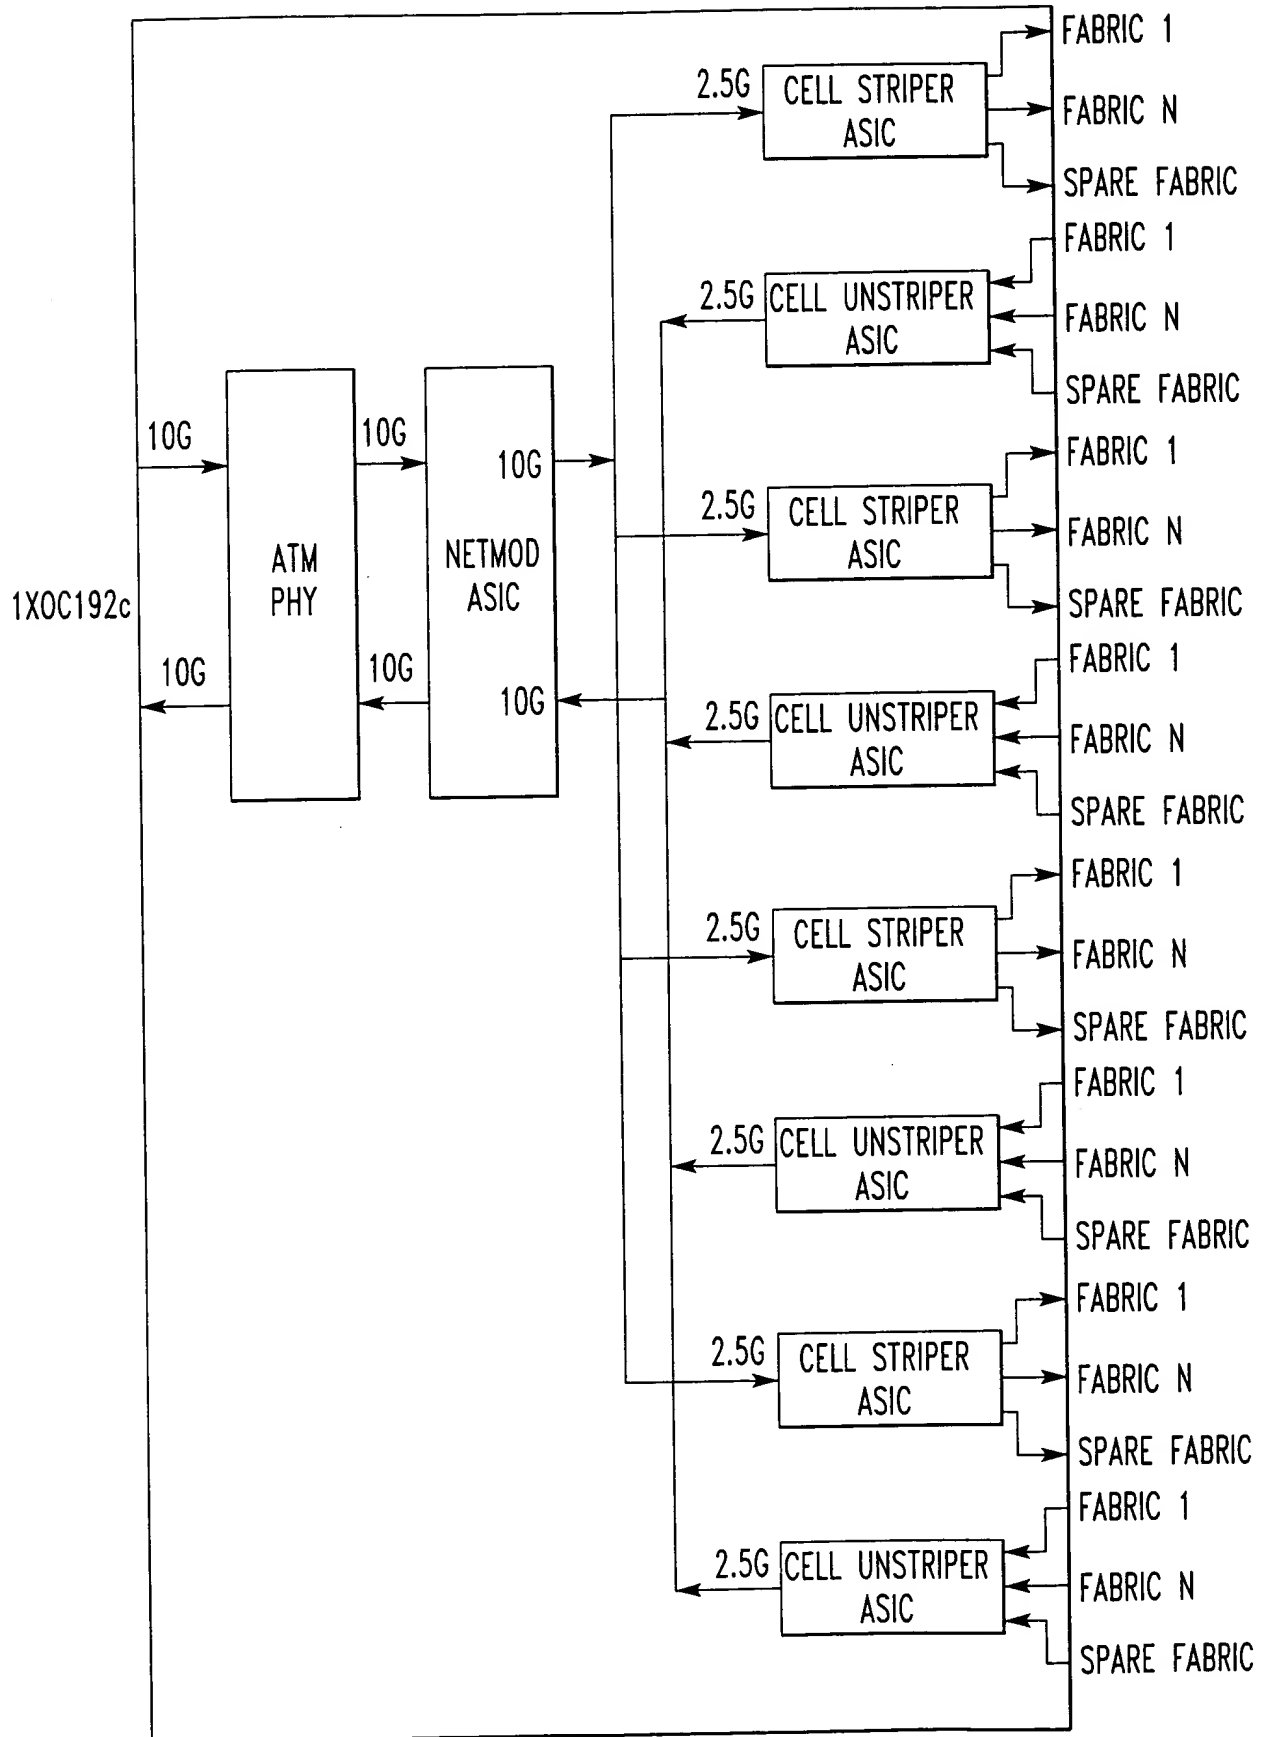 FABRIC 1
2.5G
CELL STRIPER
ASIC
FABRIC N
SPARE FABRIC
FABRIC 1
2.5G
CELL UNSTRIPER
ASIC
FABRIC N
SPARE FABRIC
10G
10G
10G
2.5G
CELL STRIPER
ASIC
FABRIC 1
FABRIC N
SPARE FABRIC
ATM
PHY
NETMOD
ASIC
1XOC192c
10G
10G
10G
2.5G
CELL UNSTRIPER
ASIC
FABRIC 1
FABRIC N
SPARE FABRIC
2.5G
CELL STRIPER
ASIC
FABRIC 1
FABRIC N
SPARE FABRIC
2.5G
CELL UNSTRIPER
ASIC
FABRIC 1
FABRIC N
SPARE FABRIC
2.5G
CELL STRIPER
ASIC
FABRIC 1
FABRIC N
SPARE FABRIC
2.5G
CELL UNSTRIPER
ASIC
FABRIC 1
FABRIC N
SPARE FABRIC